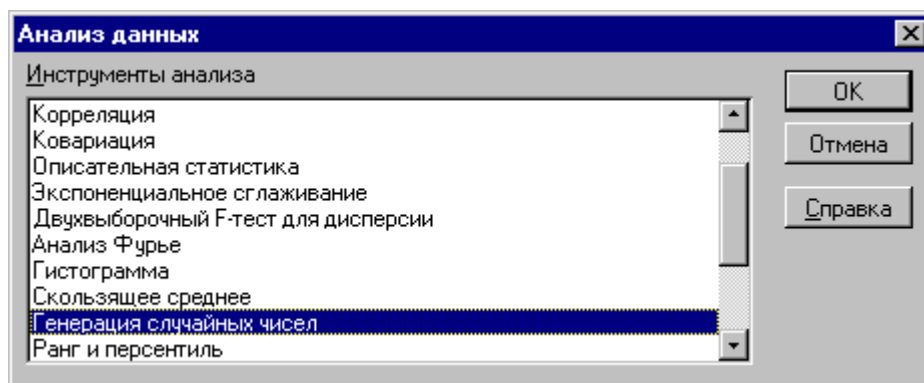 Анализ данных
Инструменты анализа
Корреляция
Ковариация
Описательная статистика
Экспоненциальное сглаживание
Двухвыборочный F-тест для дисперсии
Анализ Фурье
Гистограмма
Скользящее среднее
Генерация случайных чисел
Ранг и персентиль
OK
Отмена
Справка